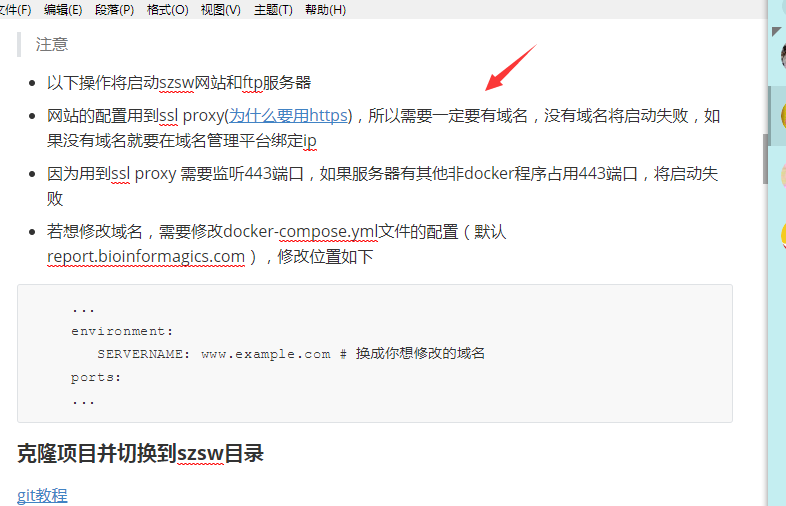 文件(F) 编辑(E) 段落(P) 格式(O) 视图(V) 主题(T) 帮助(H)
注意
以下操作将启动szsw网站和ftp服务器
网站的配置用到ssl proxy(为什么要用https)，所以需要一定要有域名，没有域名将启动失败，如
果没有域名就要在域名管理平台绑定ip
因为用到ssl proxy 需要监听443端口，如果服务器有其他非docker程序占用443端口，将启动失
败
若想修改域名，需要修改docker-compose.yml文件的配置（默认
report.bioinformagics.com ），修改位置如下
...
environment:
SERVERNAME: www.example.com # 换成你想修改的域名
ports:
...
克隆项目并切换到szsw目录
git教程